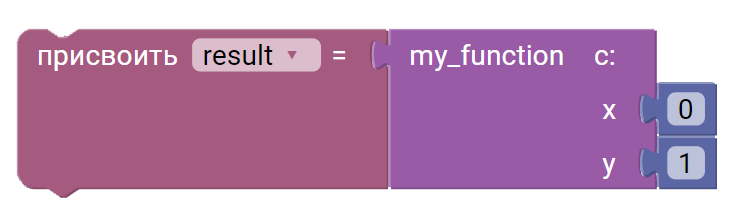 присвоить result ▾ = my_function с:
x 0
y 1